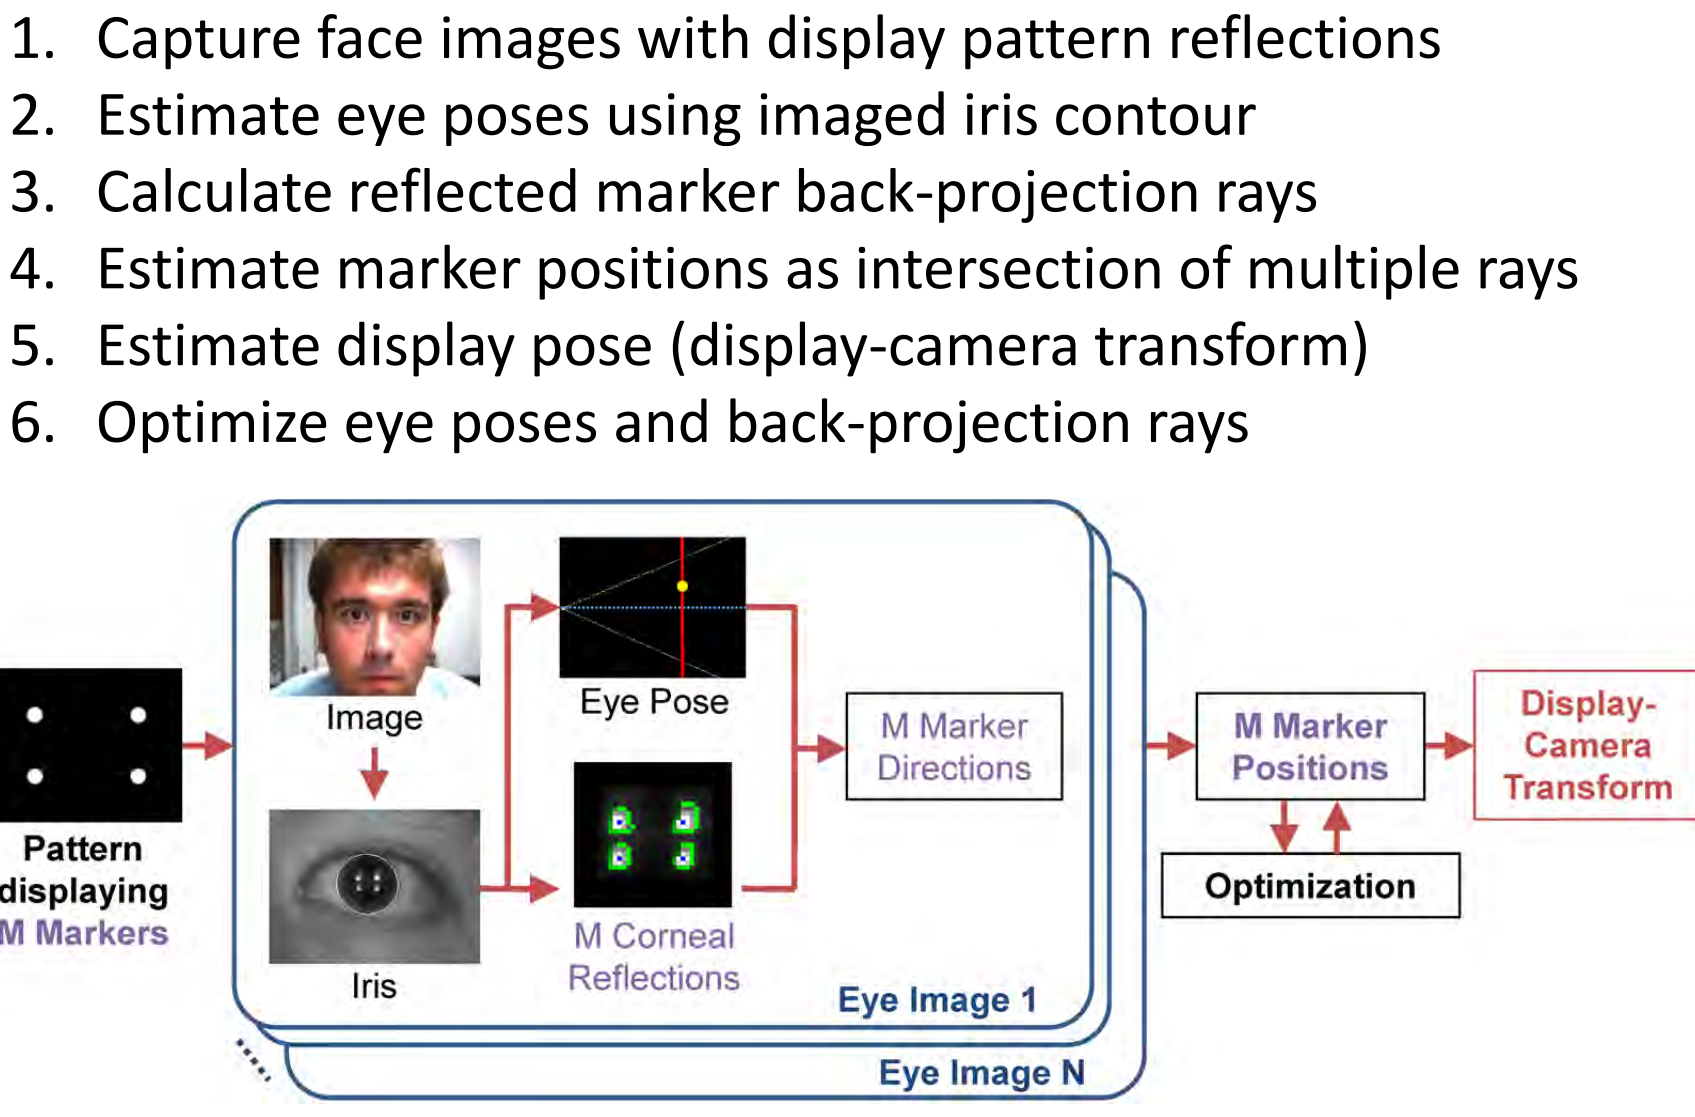 1. Capture face images with display pattern reflections
2. Estimate eye poses using imaged iris contour
3. Calculate reflected marker back-projection rays
4. Estimate marker positions as intersection of multiple rays
5. Estimate display pose (display-camera transform)
6. Optimize eye poses and back-projection rays
Pattern
displaying
M Markers
Image
Iris
Eye Pose
M Corneal
Reflections
M Marker
Directions
Eye Image 1
Eye Image N
M Marker
Positions
Optimization
Display-
Camera
Transform